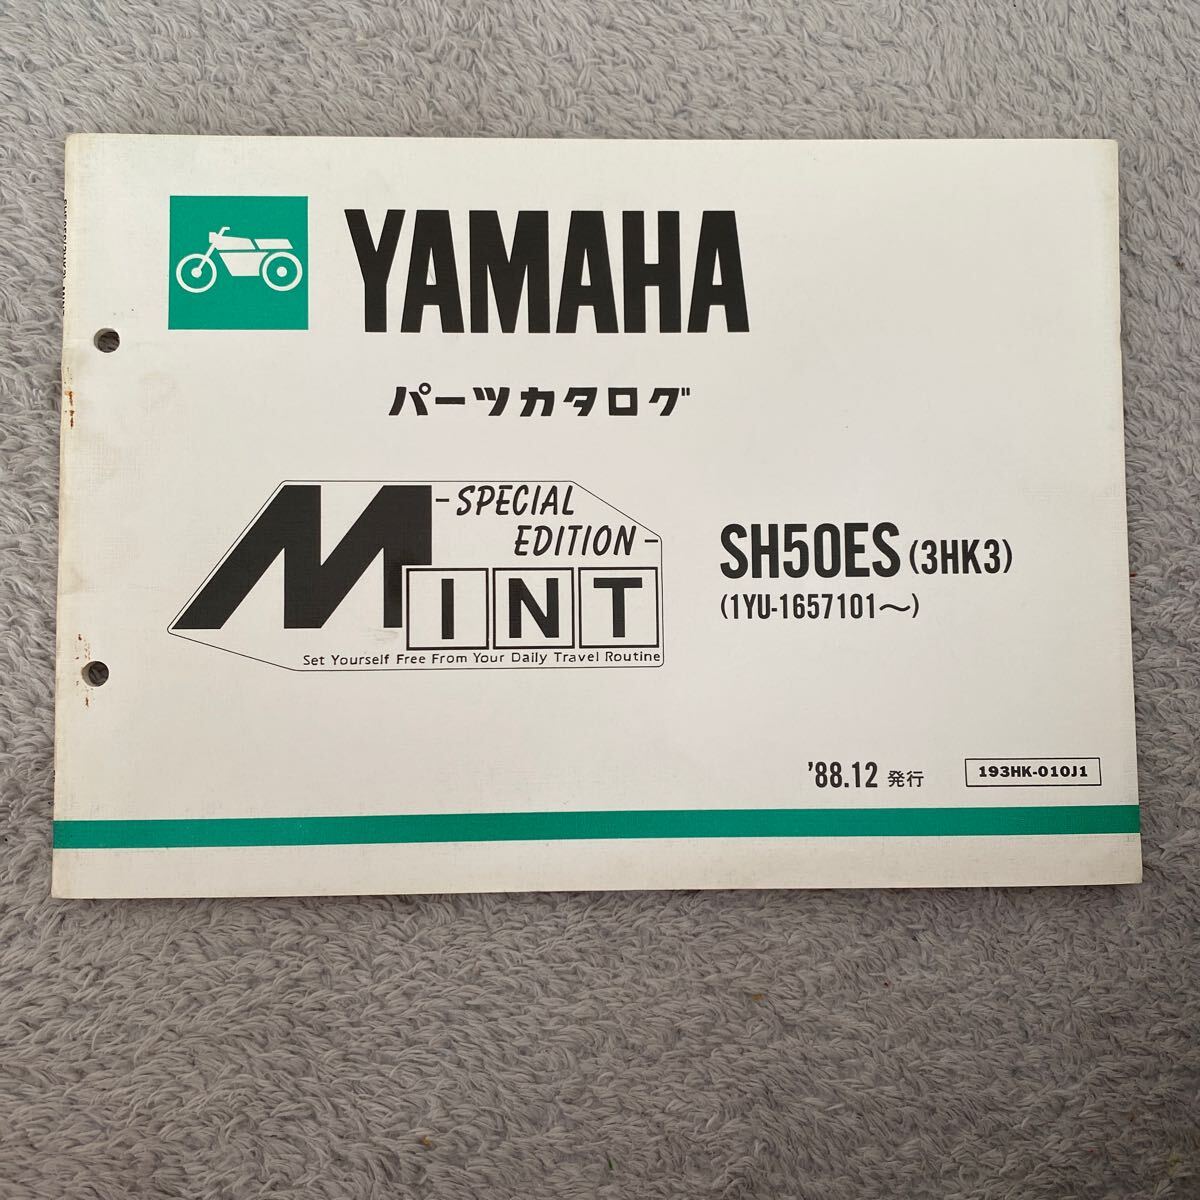 YAMAHA
パーツカタログ
MINT
- SPECIAL
EDITION -
Set Yourself Free From Your Daily Travel Routine
SH50ES (3HK3)
(1YU-1657101～)
'88.12 発行
193HK-010J1